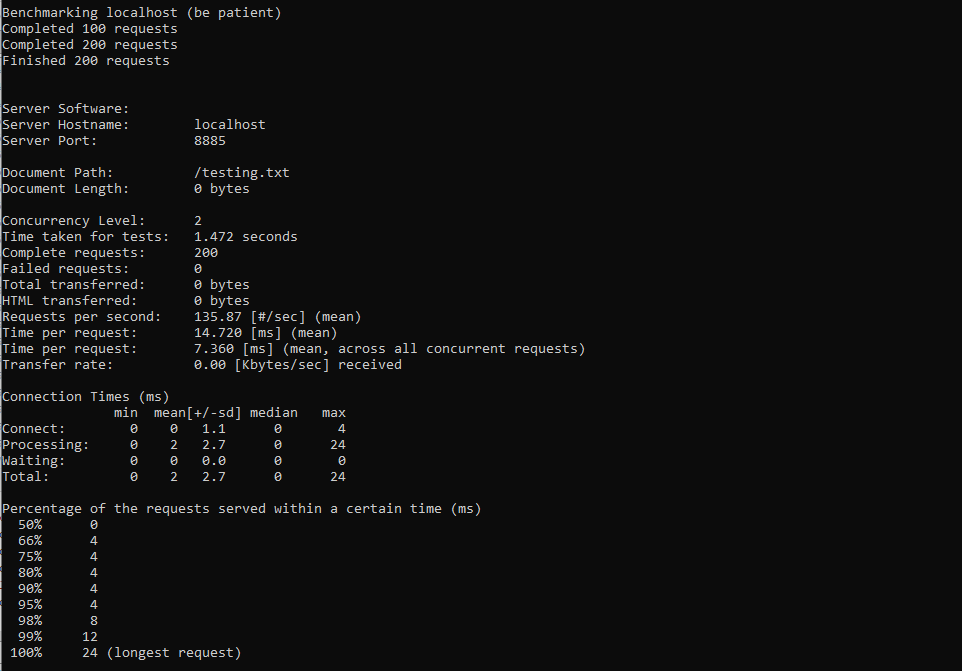 Benchmarking localhost (be patient)
Completed 100 requests
Completed 200 requests
Finished 200 requests
Server Software:
Server Hostname:        localhost
Server Port:            8885
Document Path:          /testing.txt
Document Length:        0 bytes
Concurrency Level:      2
Time taken for tests:   1.472 seconds
Complete requests:      200
Failed requests:        0
Total transferred:      0 bytes
HTML transferred:       0 bytes
Requests per second:    135.87 [#/sec] (mean)
Time per request:       14.720 [ms] (mean)
Time per request:       7.360 [ms] (mean, across all concurrent requests)
Transfer rate:          0.00 [Kbytes/sec] received
Connection Times (ms)
              min  mean[+/-sd] median   max
Connect:        0    0   1.1      0       4
Processing:     0    2   2.7      0      24
Waiting:        0    0   0.0      0       0
Total:          0    2   2.7      0      24
Percentage of the requests served within a certain time (ms)
  50%      0
  66%      4
  75%      4
  80%      4
  90%      4
  95%      4
  98%      8
  99%     12
 100%     24 (longest request)